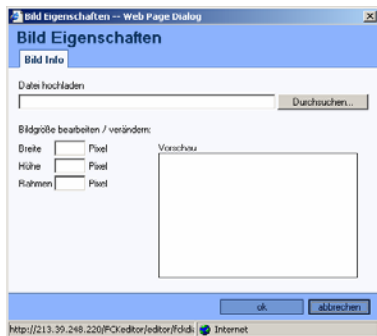 Bild Eigenschaften -- Web Page Dialog
Bild Eigenschaften
Bild Info
Datei hochladen
Durchsuchen...
Bildgröße bearbeiten / verändern:
Breite Pixel Vorschau
Höhe Pixel
Rahmen Pixel
ok abbrechen
http://213.39.248.220/FCKeditor/editor/fckdi Internet